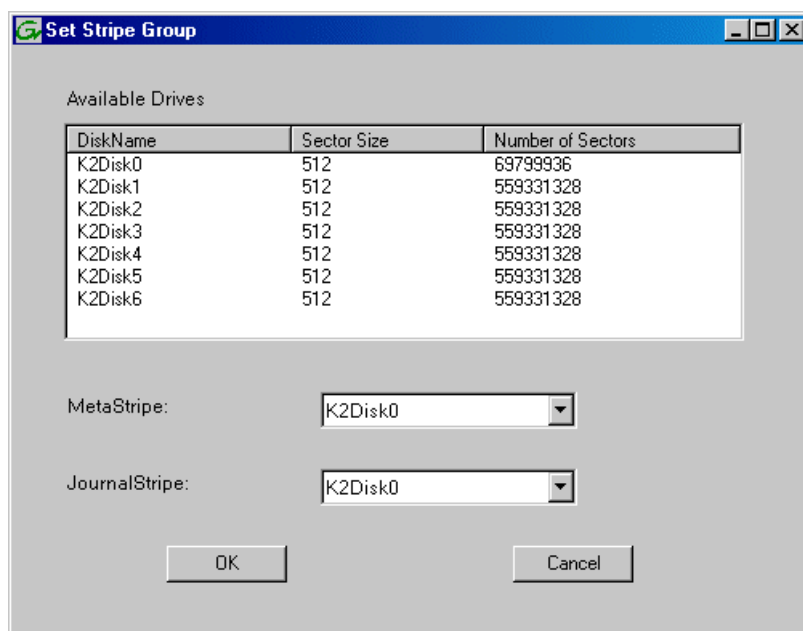 Set Stripe Group
Available Drives
DiskName Sector Size Number of Sectors
K2Disk0 512 69799936
K2Disk1 512 559331328
K2Disk2 512 559331328
K2Disk3 512 559331328
K2Disk4 512 559331328
K2Disk5 512 559331328
K2Disk6 512 559331328
MetaStripe: K2Disk0
JournalStripe: K2Disk0
OK Cancel